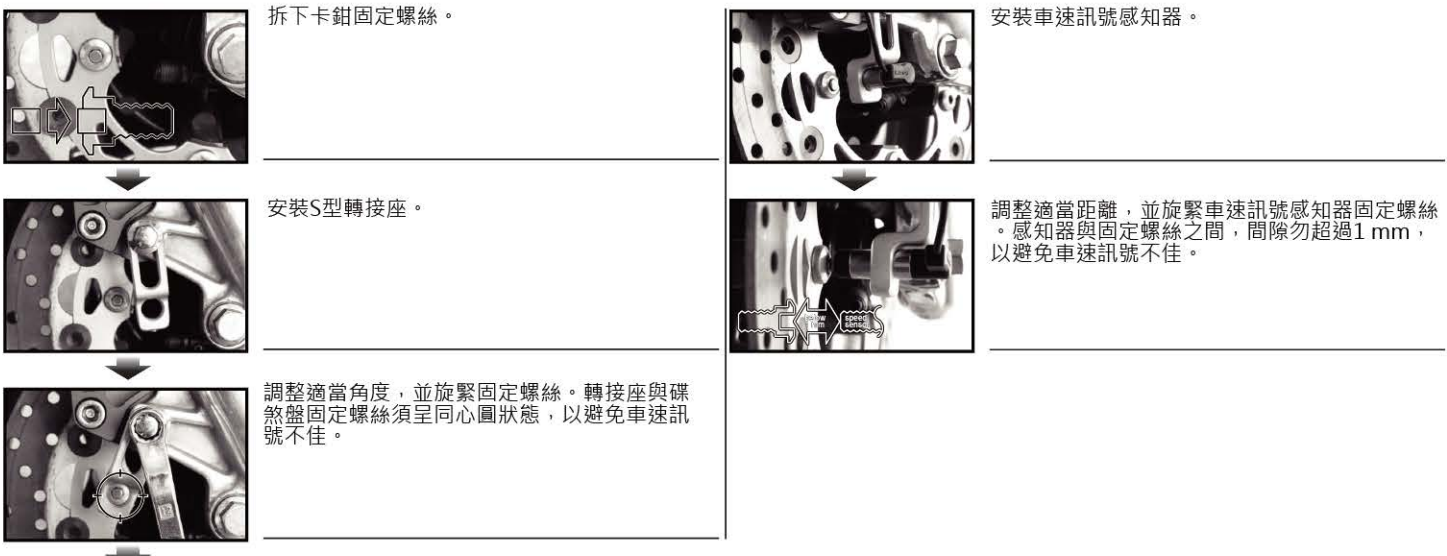 拆下卡鉗固定螺絲。
安裝S型轉接座。
調整適當角度，並旋緊固定螺絲。轉接座與碟
煞盤固定螺絲須呈同心圓狀態，以避免車速訊
號不佳。
安裝車速訊號感知器。
調整適當距離，並旋緊車速訊號感知器固定螺絲
。感知器與固定螺絲之間，間隙勿超過1 mm，
以避免車速訊號不佳。
speed
sensor